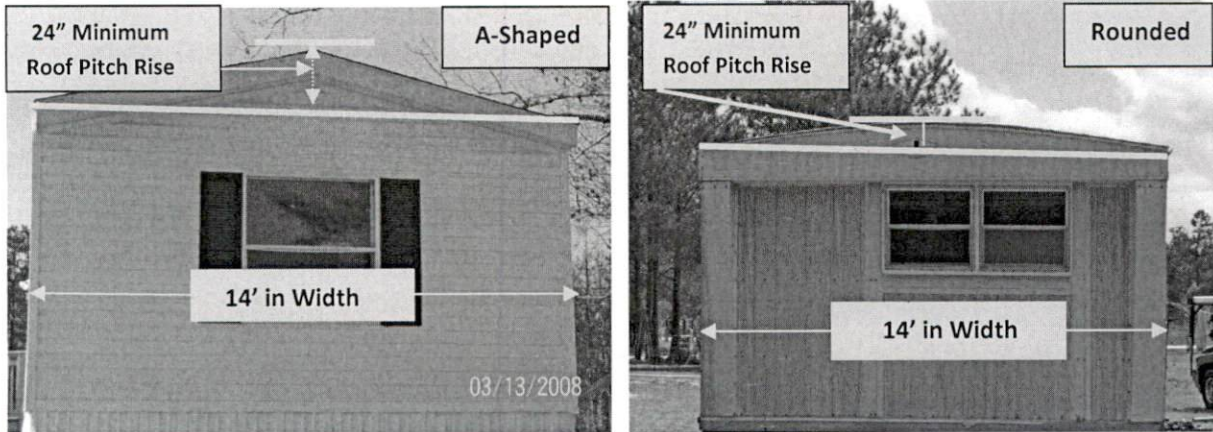 24” Minimum
Roof Pitch Rise
A-Shaped
14’ in Width
03/13/2008
24” Minimum
Roof Pitch Rise
Rounded
14’ in Width